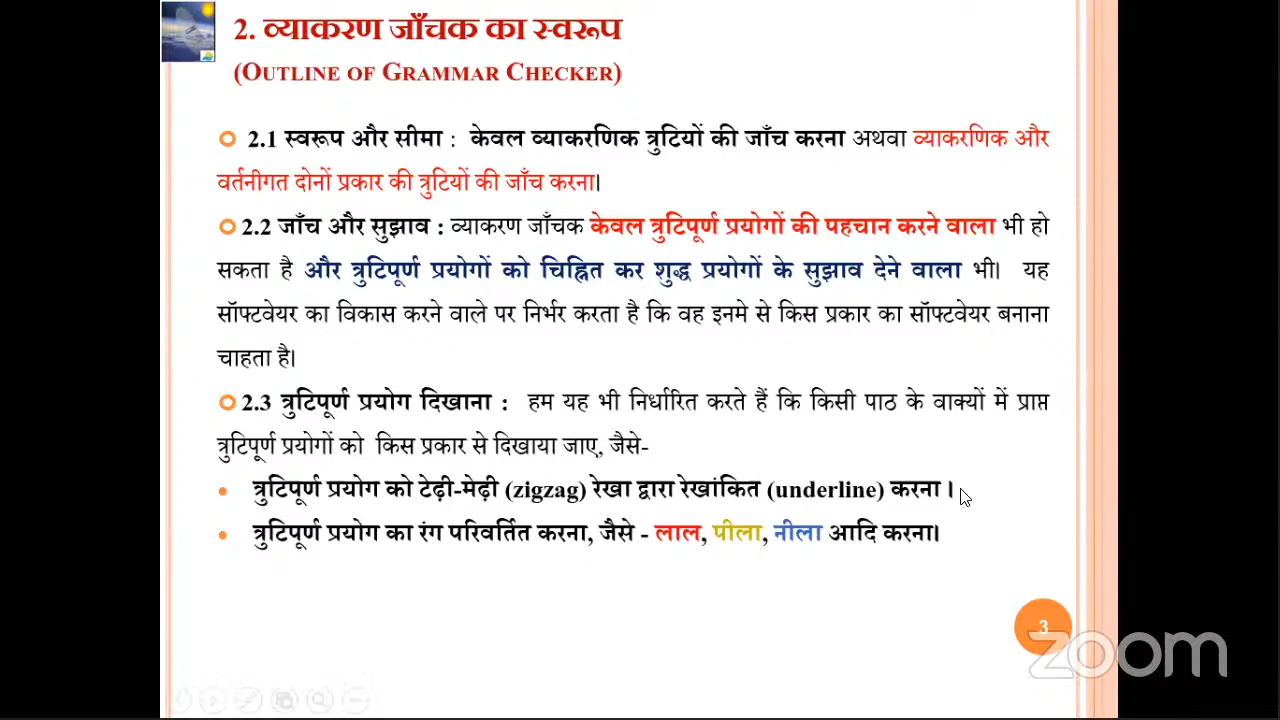 2. व्याकरण जाँचक का स्वरूप
(OUTLINE OF GRAMMAR CHECKER)
2.1 स्वरूप और सीमा : केवल व्याकरणिक त्रुटियों की जाँच करना अथवा व्याकरणिक और
वर्तनीगत दोनों प्रकार की त्रुटियों की जाँच करना।
2.2 जाँच और सुझाव : व्याकरण जाँचक केवल त्रुटिपूर्ण प्रयोगों की पहचान करने वाला भी हो
सकता है और त्रुटिपूर्ण प्रयोगों को चिह्नित कर शुद्ध प्रयोगों के सुझाव देने वाला भी। यह
सॉफ्टवेयर का विकास करने वाले पर निर्भर करता है कि वह इनमे से किस प्रकार का सॉफ्टवेयर बनाना
चाहता है।
2.3 त्रुटिपूर्ण प्रयोग दिखाना : हम यह भी निर्धारित करते हैं कि किसी पाठ के वाक्यों में प्राप्त
त्रुटिपूर्ण प्रयोगों को किस प्रकार से दिखाया जाए, जैसे-
• त्रुटिपूर्ण प्रयोग को टेढ़ी-मेढ़ी (zigzag) रेखा द्वारा रेखांकित (underline) करना ।
• त्रुटिपूर्ण प्रयोग का रंग परिवर्तित करना, जैसे - लाल, पीला, नीला आदि करना।
3
zoom